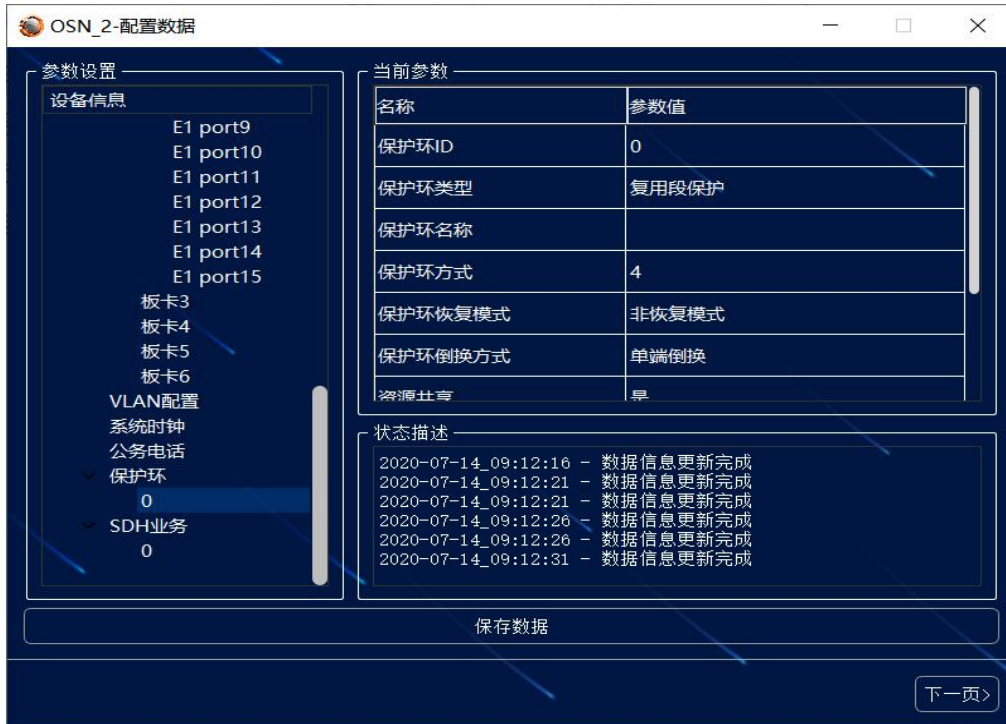 OSN_2-配置数据
参数设置
设备信息
E1 port9
E1 port10
E1 port11
E1 port12
E1 port13
E1 port14
E1 port15
板卡3
板卡4
板卡5
板卡6
VLAN配置
系统时钟
公务电话
保护环
0
SDH业务
0
当前参数
名称 参数值
保护环ID 0
保护环类型 复用段保护
保护环名称
保护环方式 4
保护环恢复模式 非恢复模式
保护环倒换方式 单端倒换
资源共享 是
状态描述
2020-07-14_09:12:16 - 数据信息更新完成
2020-07-14_09:12:21 - 数据信息更新完成
2020-07-14_09:12:21 - 数据信息更新完成
2020-07-14_09:12:26 - 数据信息更新完成
2020-07-14_09:12:26 - 数据信息更新完成
2020-07-14_09:12:31 - 数据信息更新完成
保存数据
下一页>